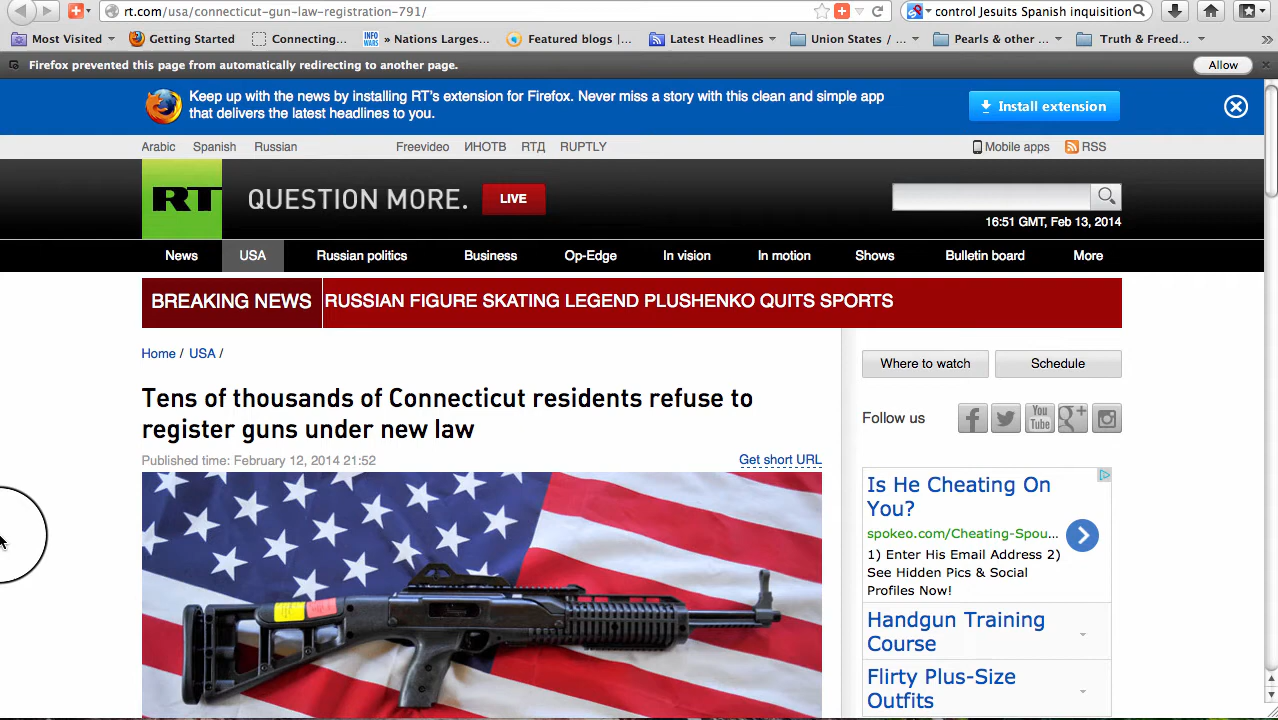 rt.com/usa/connecticut-gun-law-registration-791/
control Jesuits Spanish inquisition
Most Visited
Getting Started
Connecting...
INFO
WARS
» Nations Larges...
Featured blogs |...
Latest Headlines
Union States / ...
Pearls & other ...
Truth & Freed...
Firefox prevented this page from automatically redirecting to another page.
Allow
Keep up with the news by installing RT's extension for Firefox. Never miss a story with this clean and simple app
that delivers the latest headlines to you.
Install extension
Arabic
Spanish
Russian
Freevideo
ИНОТВ
RTД
RUPTLY
Mobile apps
RSS
RT
QUESTION MORE.
LIVE
16:51 GMT, Feb 13, 2014
News
USA
Russian politics
Business
Op-Edge
In vision
In motion
Shows
Bulletin board
More
BREAKING NEWS
RUSSIAN FIGURE SKATING LEGEND PLUSHENKO QUITS SPORTS
Home / USA /
Where to watch
Schedule
Tens of thousands of Connecticut residents refuse to
register guns under new law
Follow us
You
Tube
Published time: February 12, 2014 21:52
Get short URL
Is He Cheating On
You?
spokeo.com/Cheating-Spou...
1) Enter His Email Address 2)
See Hidden Pics & Social
Profiles Now!
Handgun Training
Course
Flirty Plus-Size
Outfits